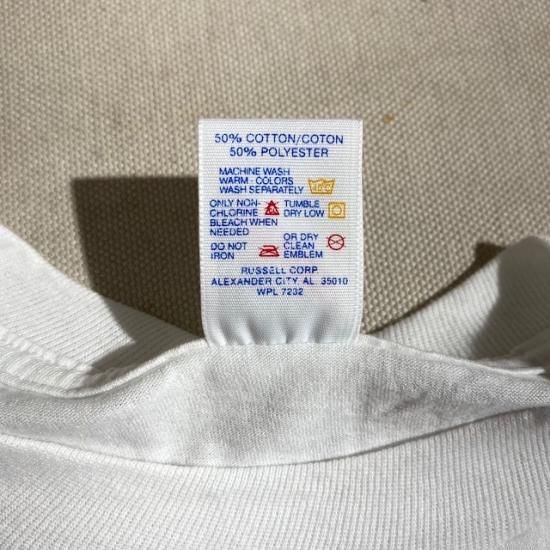 50% COTTON/COTON
50% POLYESTER
MACHINE WASH
WARM - COLORS
WASH SEPARATELY
ONLY NON-
CHLORINE
BLEACH WHEN
NEEDED
TUMBLE
DRY LOW
DO NOT
IRON
OR DRY
CLEAN
EMBLEM
RUSSELL CORP.
ALEXANDER CITY, AL. 35010
WPL 7232